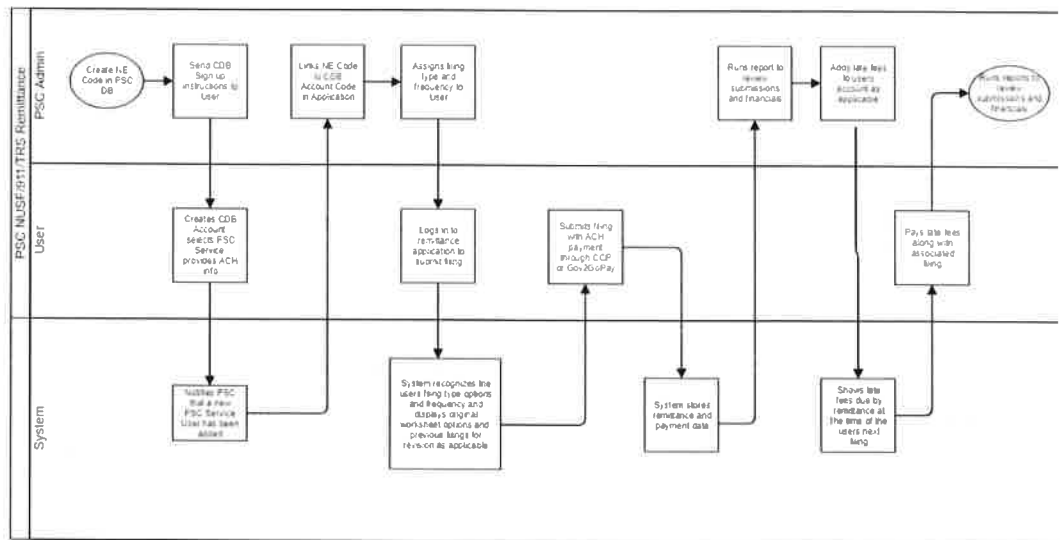 PSC NUSF/911/TRS Remittance
PSC Admin
Create NE
Code in PSC
DB
Send CDB
Sign up
instructions to
User
Links NE Code
to CDB
Account Code
in Application
Assigns filing
Type and
frequency to
User
Runs report to
review
submissions
and financials
Adds late fees
to users
account as
applicable
Runs reports to
review
submissions
and financials
User
Creates CDB
Account
selects PSC
Service
provides ACH
info
Logs in to
remittance
application to
submit filing
Submits filing
with ACH
payment
through CCP
or Gov2GoPay
Pays late fees
along with
associated
filing
System
Notifies PSC
that a new
PSC Service
User has been
added
System recognizes the
users filing type options
and frequency and
displays original
worksheet options and
previous filings for
revision as applicable
System stores
remittance and
payment data
Shows late
fees due by
remittance at
the time of the
users next
filing